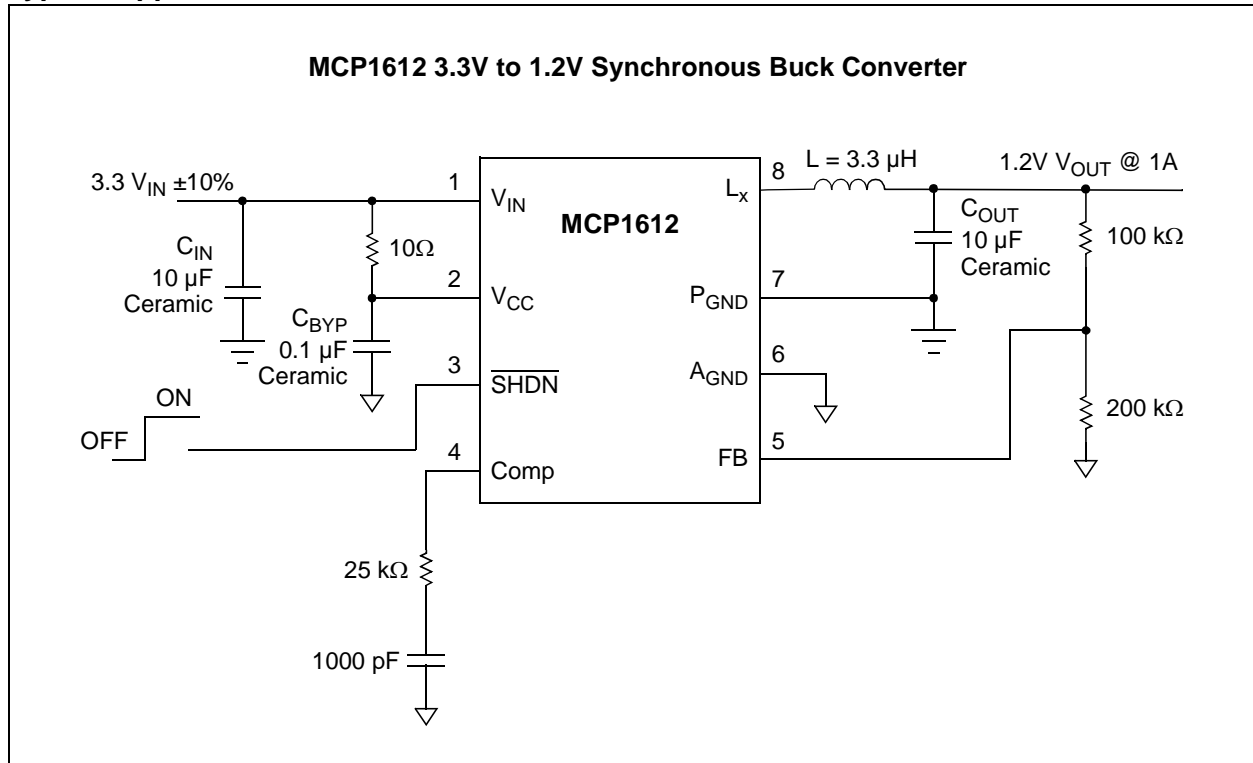 MCP1612 3.3V to 1.2V Synchronous Buck Converter
3.3 VIN ±10%
CIN
10 µF
Ceramic
10Ω
CBYP
0.1 µF
Ceramic
OFF
ON
1
2
3
4
VIN
VCC
SHDN
Comp
MCP1612
Lx
PGND
AGND
FB
8
7
6
5
L = 3.3 µH
1.2V VOUT @ 1A
COUT
10 µF
Ceramic
100 kΩ
200 kΩ
25 kΩ
1000 pF